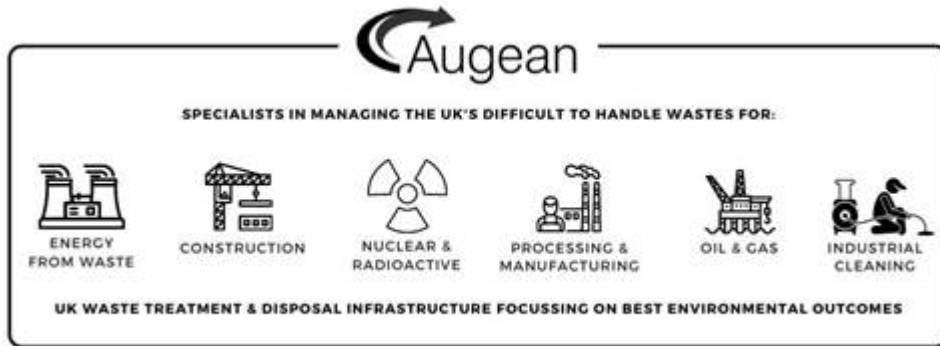 Augean
SPECIALISTS IN MANAGING THE UK'S DIFFICULT TO HANDLE WASTES FOR:
ENERGY
FROM WASTE
CONSTRUCTION
NUCLEAR &
RADIOACTIVE
PROCESSING &
MANUFACTURING
OIL & GAS
INDUSTRIAL
CLEANING
UK WASTE TREATMENT & DISPOSAL INFRASTRUCTURE FOCUSSING ON BEST ENVIRONMENTAL OUTCOMES